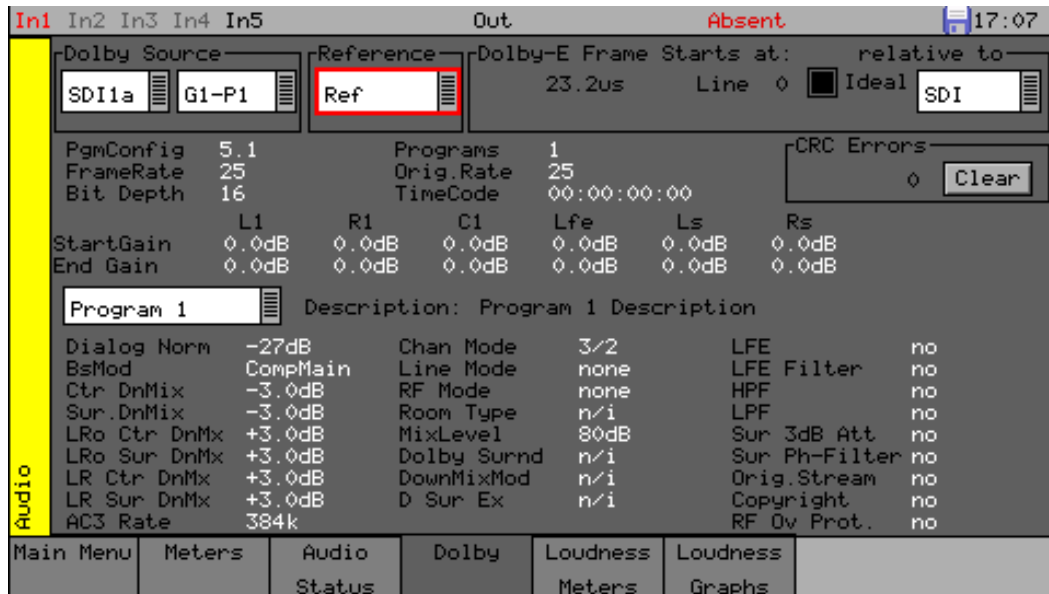 In1 In2 In3 In4 In5 Out Absent 17:07
Dolby Source Reference Dolby-E Frame Starts at: relative to
SDI1a G1-P1 Ref 23.2us Line 0 Ideal SDI
PgmConfig 5.1 Programs 1 CRC Errors
FrameRate 25 Orig.Rate 25 0 Clear
Bit Depth 16 TimeCode 00:00:00:00
L1 R1 C1 Lfe Ls Rs
StartGain 0.0dB 0.0dB 0.0dB 0.0dB 0.0dB 0.0dB
End Gain 0.0dB 0.0dB 0.0dB 0.0dB 0.0dB 0.0dB
Program 1 Description: Program 1 Description
Dialog Norm -27dB Chan Mode 3/2 LFE no
BsMod CompMain Line Mode none LFE Filter no
Ctr DnMix -3.0dB RF Mode none HPF no
Sur.DnMix -3.0dB Room Type n/i LPF no
LRo Ctr DnMx +3.0dB MixLevel 80dB Sur 3dB Att no
LRo Sur DnMx +3.0dB Dolby Surnd n/i Sur Ph-Filter no
LR Ctr DnMx +3.0dB DownMixMod n/i Orig.Stream no
LR Sur DnMx +3.0dB D Sur Ex n/i Copyright no
AC3 Rate 384k RF Ov Prot. no
Audio
Main Menu Meters Audio Status Dolby Loudness Meters Loudness Graphs